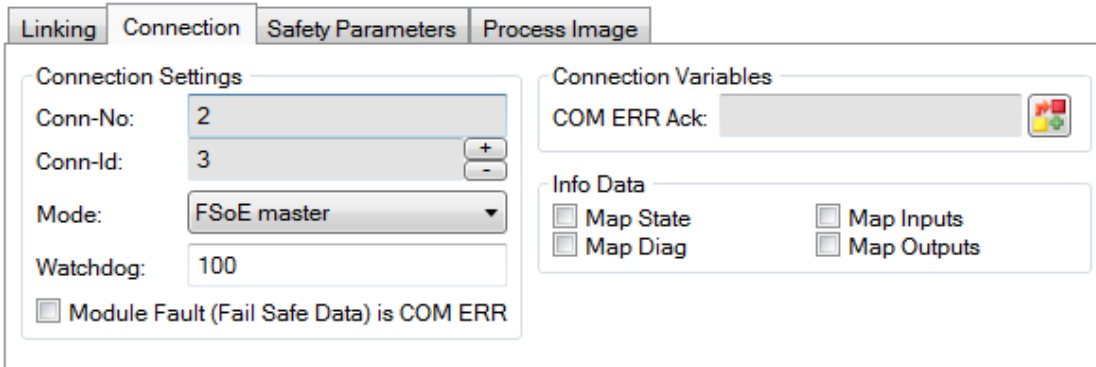 Linking Connection Safety Parameters Process Image
Connection Settings
Conn-No: 2
Conn-Id: 3
+
-
Mode: FSoE master
Watchdog: 100
Module Fault (Fail Safe Data) is COM ERR
Connection Variables
COM ERR Ack:
Info Data
Map State Map Inputs
Map Diag Map Outputs